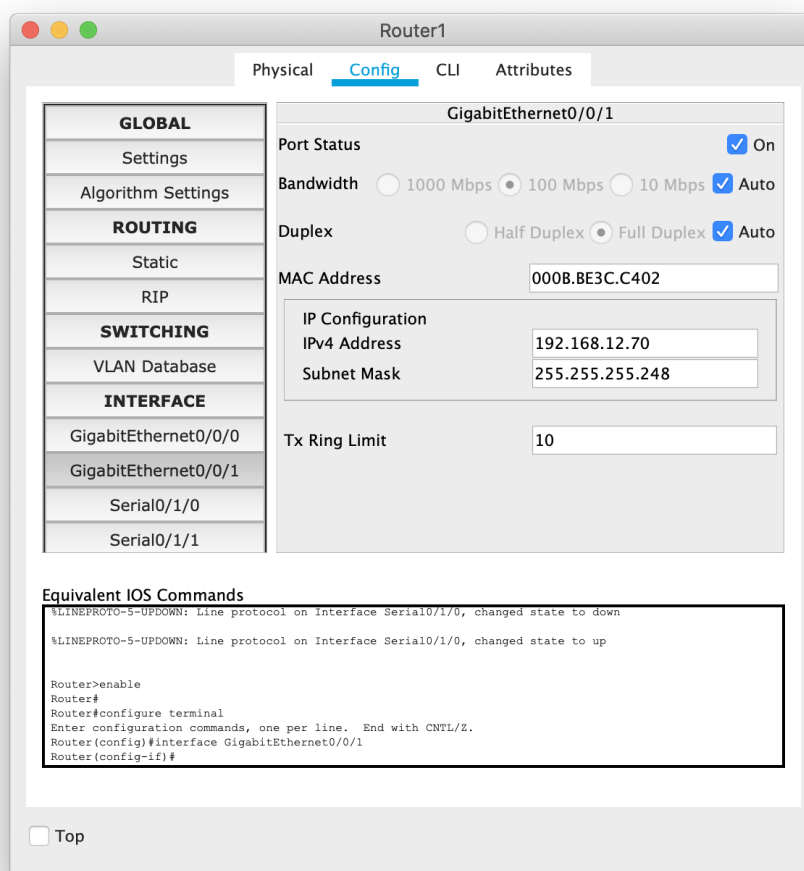 Router1
Physical Config CLI Attributes
GLOBAL
Settings
Algorithm Settings
ROUTING
Static
RIP
SWITCHING
VLAN Database
INTERFACE
GigabitEthernet0/0/0
GigabitEthernet0/0/1
Serial0/1/0
Serial0/1/1
GigabitEthernet0/0/1
Port Status On
Bandwidth 1000 Mbps 100 Mbps 10 Mbps Auto
Duplex Half Duplex Full Duplex Auto
MAC Address 000B.BE3C.C402
IP Configuration
IPv4 Address 192.168.12.70
Subnet Mask 255.255.255.248
Tx Ring Limit 10
Equivalent IOS Commands
%LINEPROTO-5-UPDOWN: Line protocol on Interface Serial0/1/0, changed state to down
%LINEPROTO-5-UPDOWN: Line protocol on Interface Serial0/1/0, changed state to up
Router>enable
Router#
Router#configure terminal
Enter configuration commands, one per line. End with CNTL/Z.
Router(config)#interface GigabitEthernet0/0/1
Router(config-if)#
Top